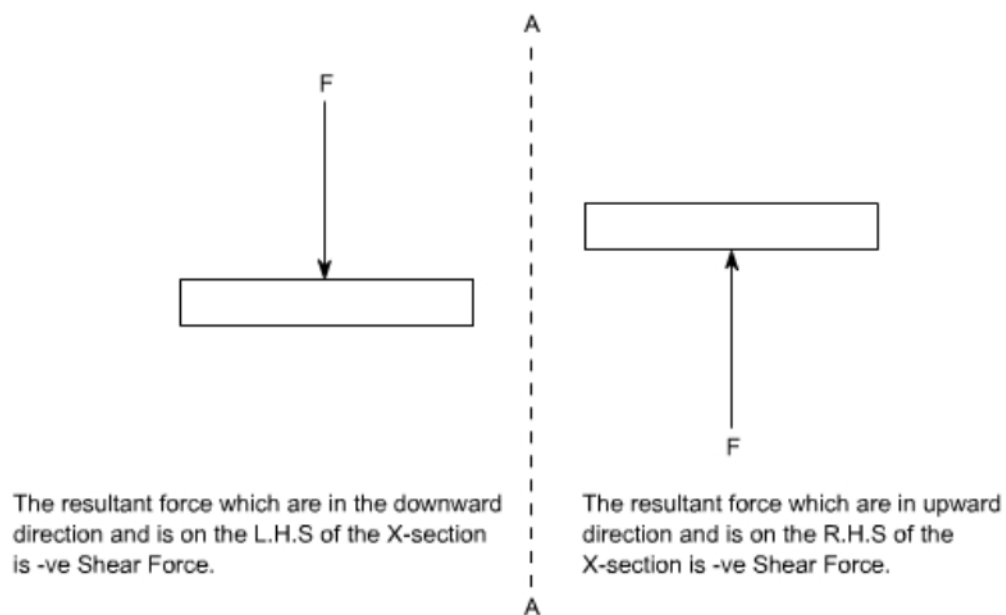 A
F
F
The resultant force which are in the downward
direction and is on the L.H.S of the X-section
is -ve Shear Force.
The resultant force which are in upward
direction and is on the R.H.S of the
X-section is -ve Shear Force.
A